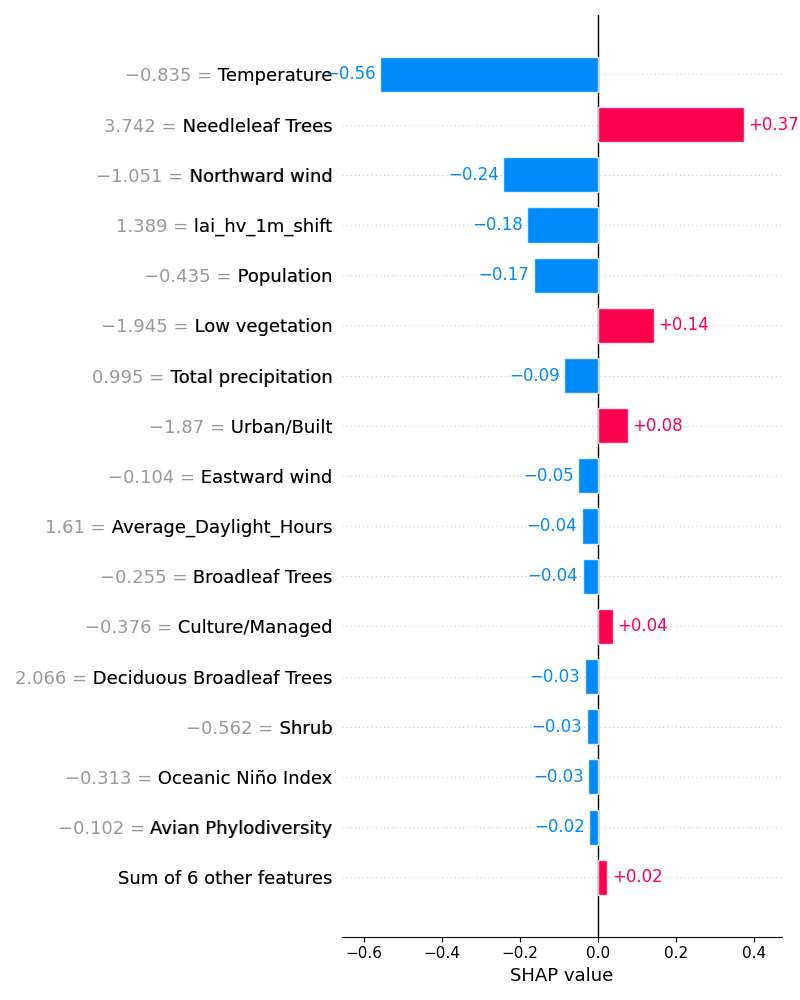 −0.835 = Temperature −0.56
3.742 = Needleleaf Trees +0.37
−1.051 = Northward wind −0.24
1.389 = lai_hv_1m_shift −0.18
−0.435 = Population −0.17
−1.945 = Low vegetation +0.14
0.995 = Total precipitation −0.09
−1.87 = Urban/Built +0.08
−0.104 = Eastward wind −0.05
1.61 = Average_Daylight_Hours −0.04
−0.255 = Broadleaf Trees −0.04
−0.376 = Culture/Managed +0.04
2.066 = Deciduous Broadleaf Trees −0.03
−0.562 = Shrub −0.03
−0.313 = Oceanic Niño Index −0.03
−0.102 = Avian Phylodiversity −0.02
Sum of 6 other features +0.02
−0.6 −0.4 −0.2 0.0 0.2 0.4
SHAP value